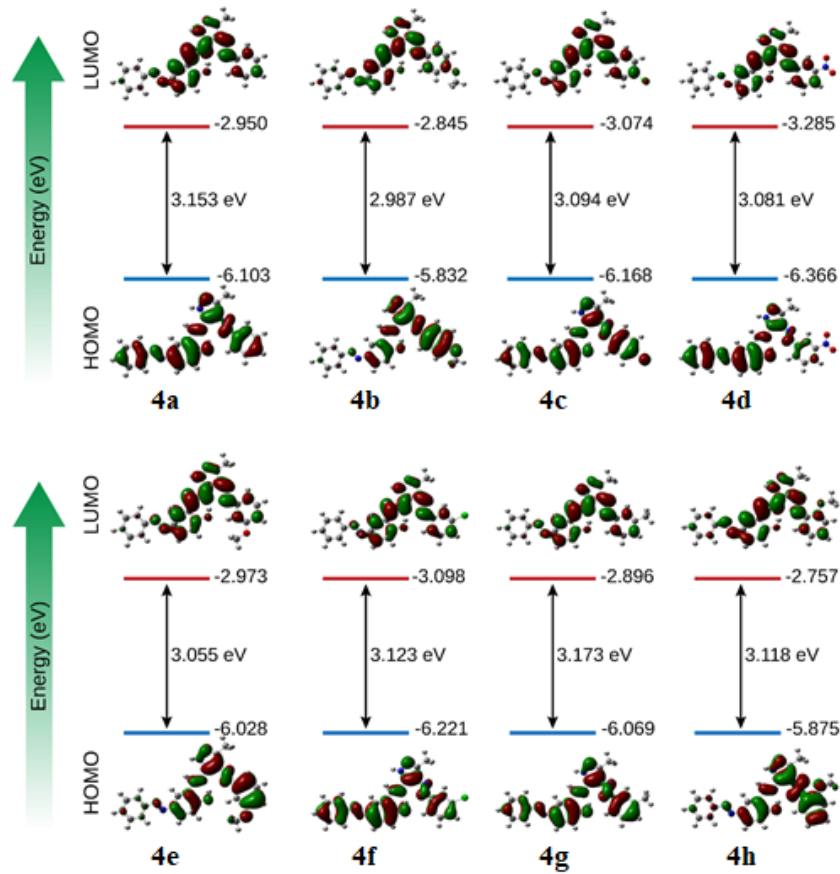 LUMO
-2.950 -2.845 -3.074 -3.285
Energy (eV)
3.153 eV 2.987 eV 3.094 eV 3.081 eV
-6.103 -5.832 -6.168 -6.366
HOMO
4a 4b 4c 4d
LUMO
-2.973 -3.098 -2.896 -2.757
Energy (eV)
3.055 eV 3.123 eV 3.173 eV 3.118 eV
-6.028 -6.221 -6.069 -5.875
HOMO
4e 4f 4g 4h